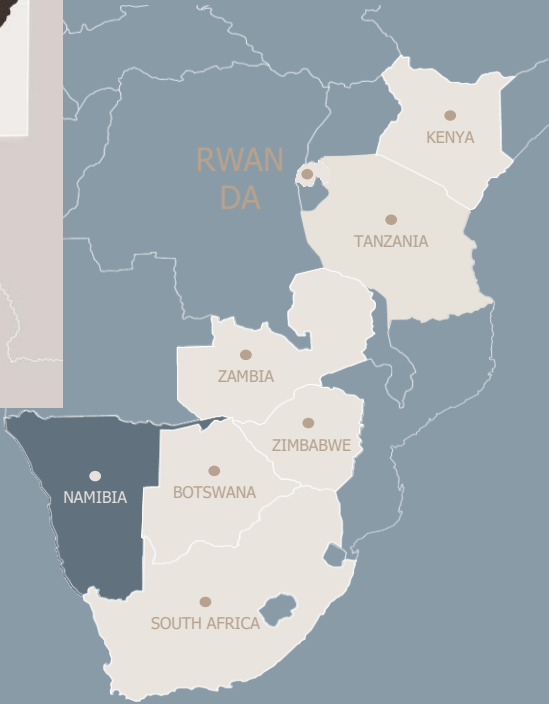 KENYA
RWAN
DA
TANZANIA
ZAMBIA
ZIMBABWE
NAMIBIA
BOTSWANA
SOUTH AFRICA